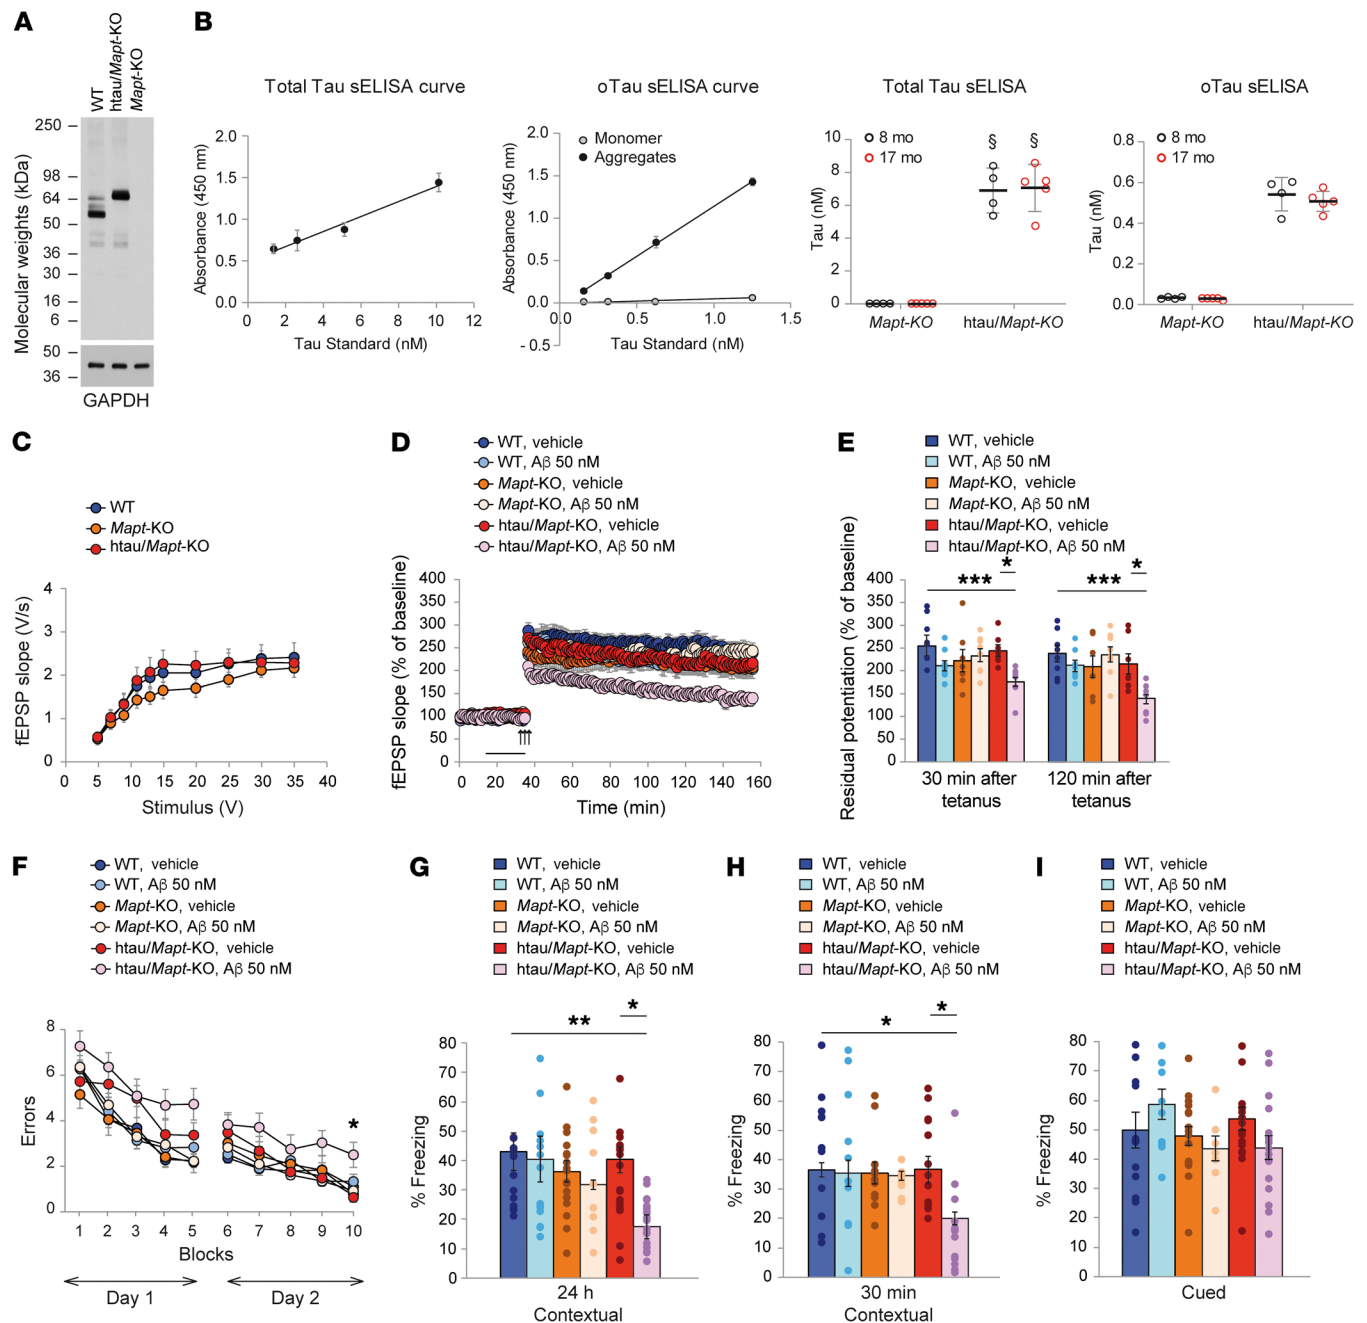 A
WT
htau/Mapt-KO
Mapt-KO
Molecular weights (kDa)
250
98
64
50
36
30
16
6
50
36
GAPDH
B
Total Tau sELISA curve
Absorbance (450 nm)
2.0
1.5
1.0
0.5
0.0
0 2 4 6 8 10 12
Tau Standard (nM)
oTau sELISA curve
Monomer
Aggregates
Absorbance (450 nm)
2.0
1.5
1.0
0.5
0.0
- 0.5
0.0 0.5 1.0 1.5
Tau Standard (nM)
Total Tau sELISA
8 mo
17 mo
§ §
Tau (nM)
10
8
6
4
2
0
Mapt-KO htau/Mapt-KO
oTau sELISA
8 mo
17 mo
Tau (nM)
0.8
0.6
0.4
0.2
0.0
Mapt-KO htau/Mapt-KO
C
WT
Mapt-KO
htau/Mapt-KO
fEPSP slope (V/s)
4
3
2
1
0
0 5 10 15 20 25 30 35 40
Stimulus (V)
D
WT, vehicle
WT, Aβ 50 nM
Mapt-KO, vehicle
Mapt-KO, Aβ 50 nM
htau/Mapt-KO, vehicle
htau/Mapt-KO, Aβ 50 nM
fEPSP slope (% of baseline)
400
350
300
250
200
150
100
50
0
0 20 40 60 80 100 120 140 160
Time (min)
E
WT, vehicle
WT, Aβ 50 nM
Mapt-KO, vehicle
Mapt-KO, Aβ 50 nM
htau/Mapt-KO, vehicle
htau/Mapt-KO, Aβ 50 nM
*** * *** *
Residual potentiation (% of baseline)
400
350
300
250
200
150
100
50
0
30 min after
tetanus
120 min after
tetanus
F
WT, vehicle
WT, Aβ 50 nM
Mapt-KO, vehicle
Mapt-KO, Aβ 50 nM
htau/Mapt-KO, vehicle
htau/Mapt-KO, Aβ 50 nM
Errors
8
6
4
2
0
*
1 2 3 4 5 6 7 8 9 10
Blocks
Day 1 Day 2
G
WT, vehicle
WT, Aβ 50 nM
Mapt-KO, vehicle
Mapt-KO, Aβ 50 nM
htau/Mapt-KO, vehicle
htau/Mapt-KO, Aβ 50 nM
** *
% Freezing
80
70
60
50
40
30
20
10
0
24 h
Contextual
H
WT, vehicle
WT, Aβ 50 nM
Mapt-KO, vehicle
Mapt-KO, Aβ 50 nM
htau/Mapt-KO, vehicle
htau/Mapt-KO, Aβ 50 nM
* *
% Freezing
80
70
60
50
40
30
20
10
0
30 min
Contextual
I
WT, vehicle
WT, Aβ 50 nM
Mapt-KO, vehicle
Mapt-KO, Aβ 50 nM
htau/Mapt-KO, vehicle
htau/Mapt-KO, Aβ 50 nM
% Freezing
80
70
60
50
40
30
20
10
0
Cued